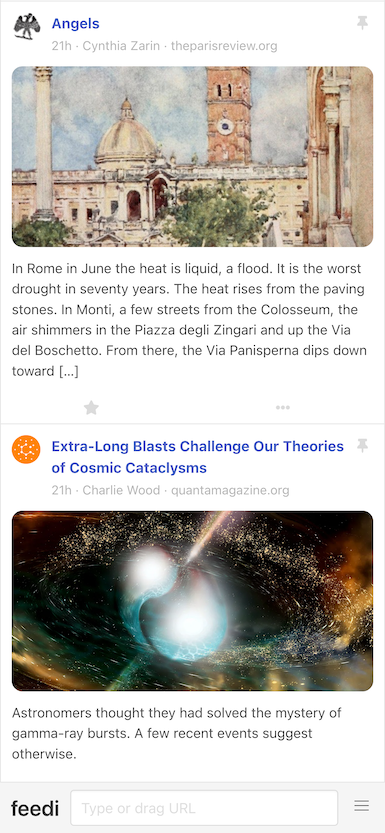 Angels
21h · Cynthia Zarin · theparisreview.org
In Rome in June the heat is liquid, a flood. It is the worst
drought in seventy years. The heat rises from the paving
stones. In Monti, a few streets from the Colosseum, the
air shimmers in the Piazza degli Zingari and up the Via
del Boschetto. From there, the Via Panisperna dips down
toward [...]
Extra-Long Blasts Challenge Our Theories
of Cosmic Cataclysms
21h · Charlie Wood · quantamagazine.org
Astronomers thought they had solved the mystery of
gamma-ray bursts. A few recent events suggest
otherwise.
feedi
Type or drag URL